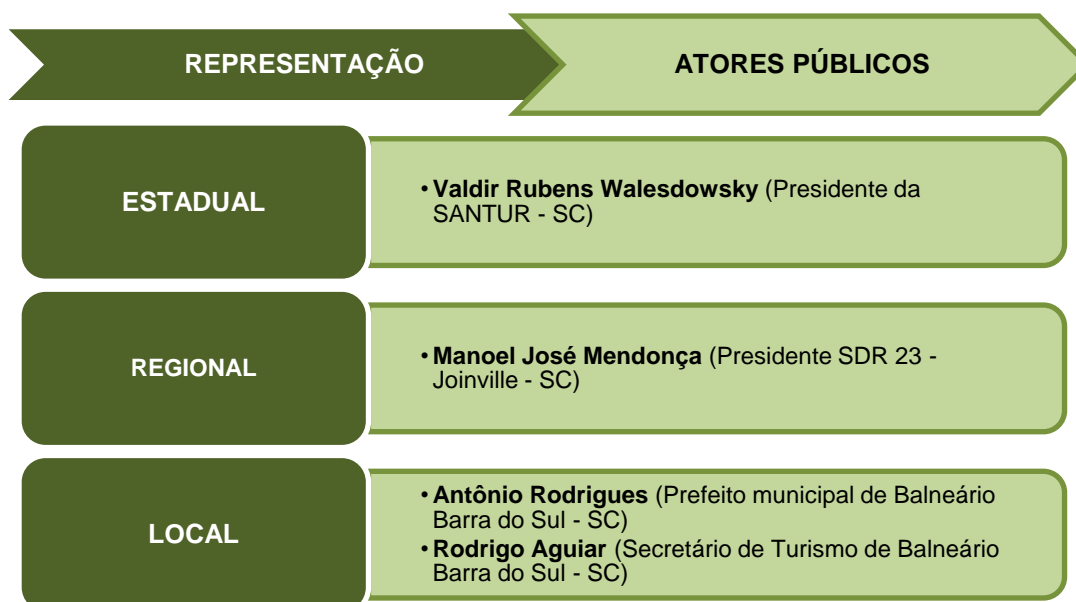 REPRESENTAÇÃO
ATORES PÚBLICOS
ESTADUAL
• Valdir Rubens Walesdowsky (Presidente da
SANTUR - SC)
REGIONAL
• Manoel José Mendonça (Presidente SDR 23 -
Joinville - SC)
LOCAL
• Antônio Rodrigues (Prefeito municipal de Balneário
Barra do Sul - SC)
• Rodrigo Aguiar (Secretário de Turismo de Balneário
Barra do Sul - SC)